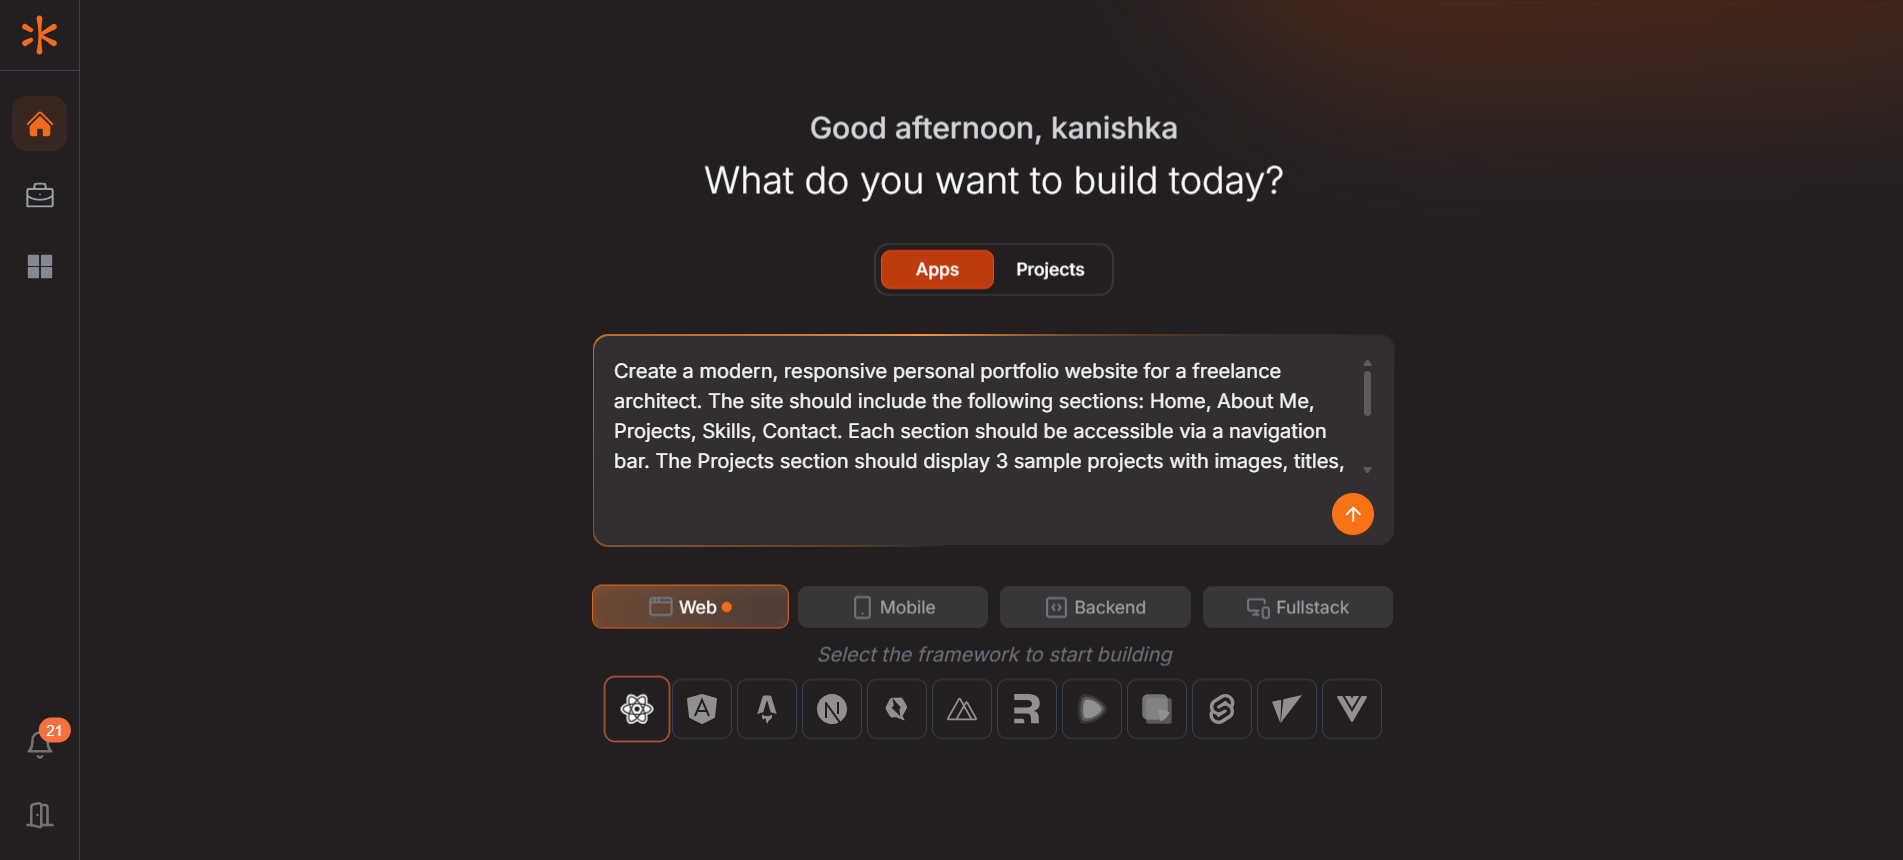 Good afternoon, kanishka
What do you want to build today?
Apps
Projects
Create a modern, responsive personal portfolio website for a freelance
architect. The site should include the following sections: Home, About Me,
Projects, Skills, Contact. Each section should be accessible via a navigation
bar. The Projects section should display 3 sample projects with images, titles,
Web
Mobile
Backend
Fullstack
Select the framework to start building
21